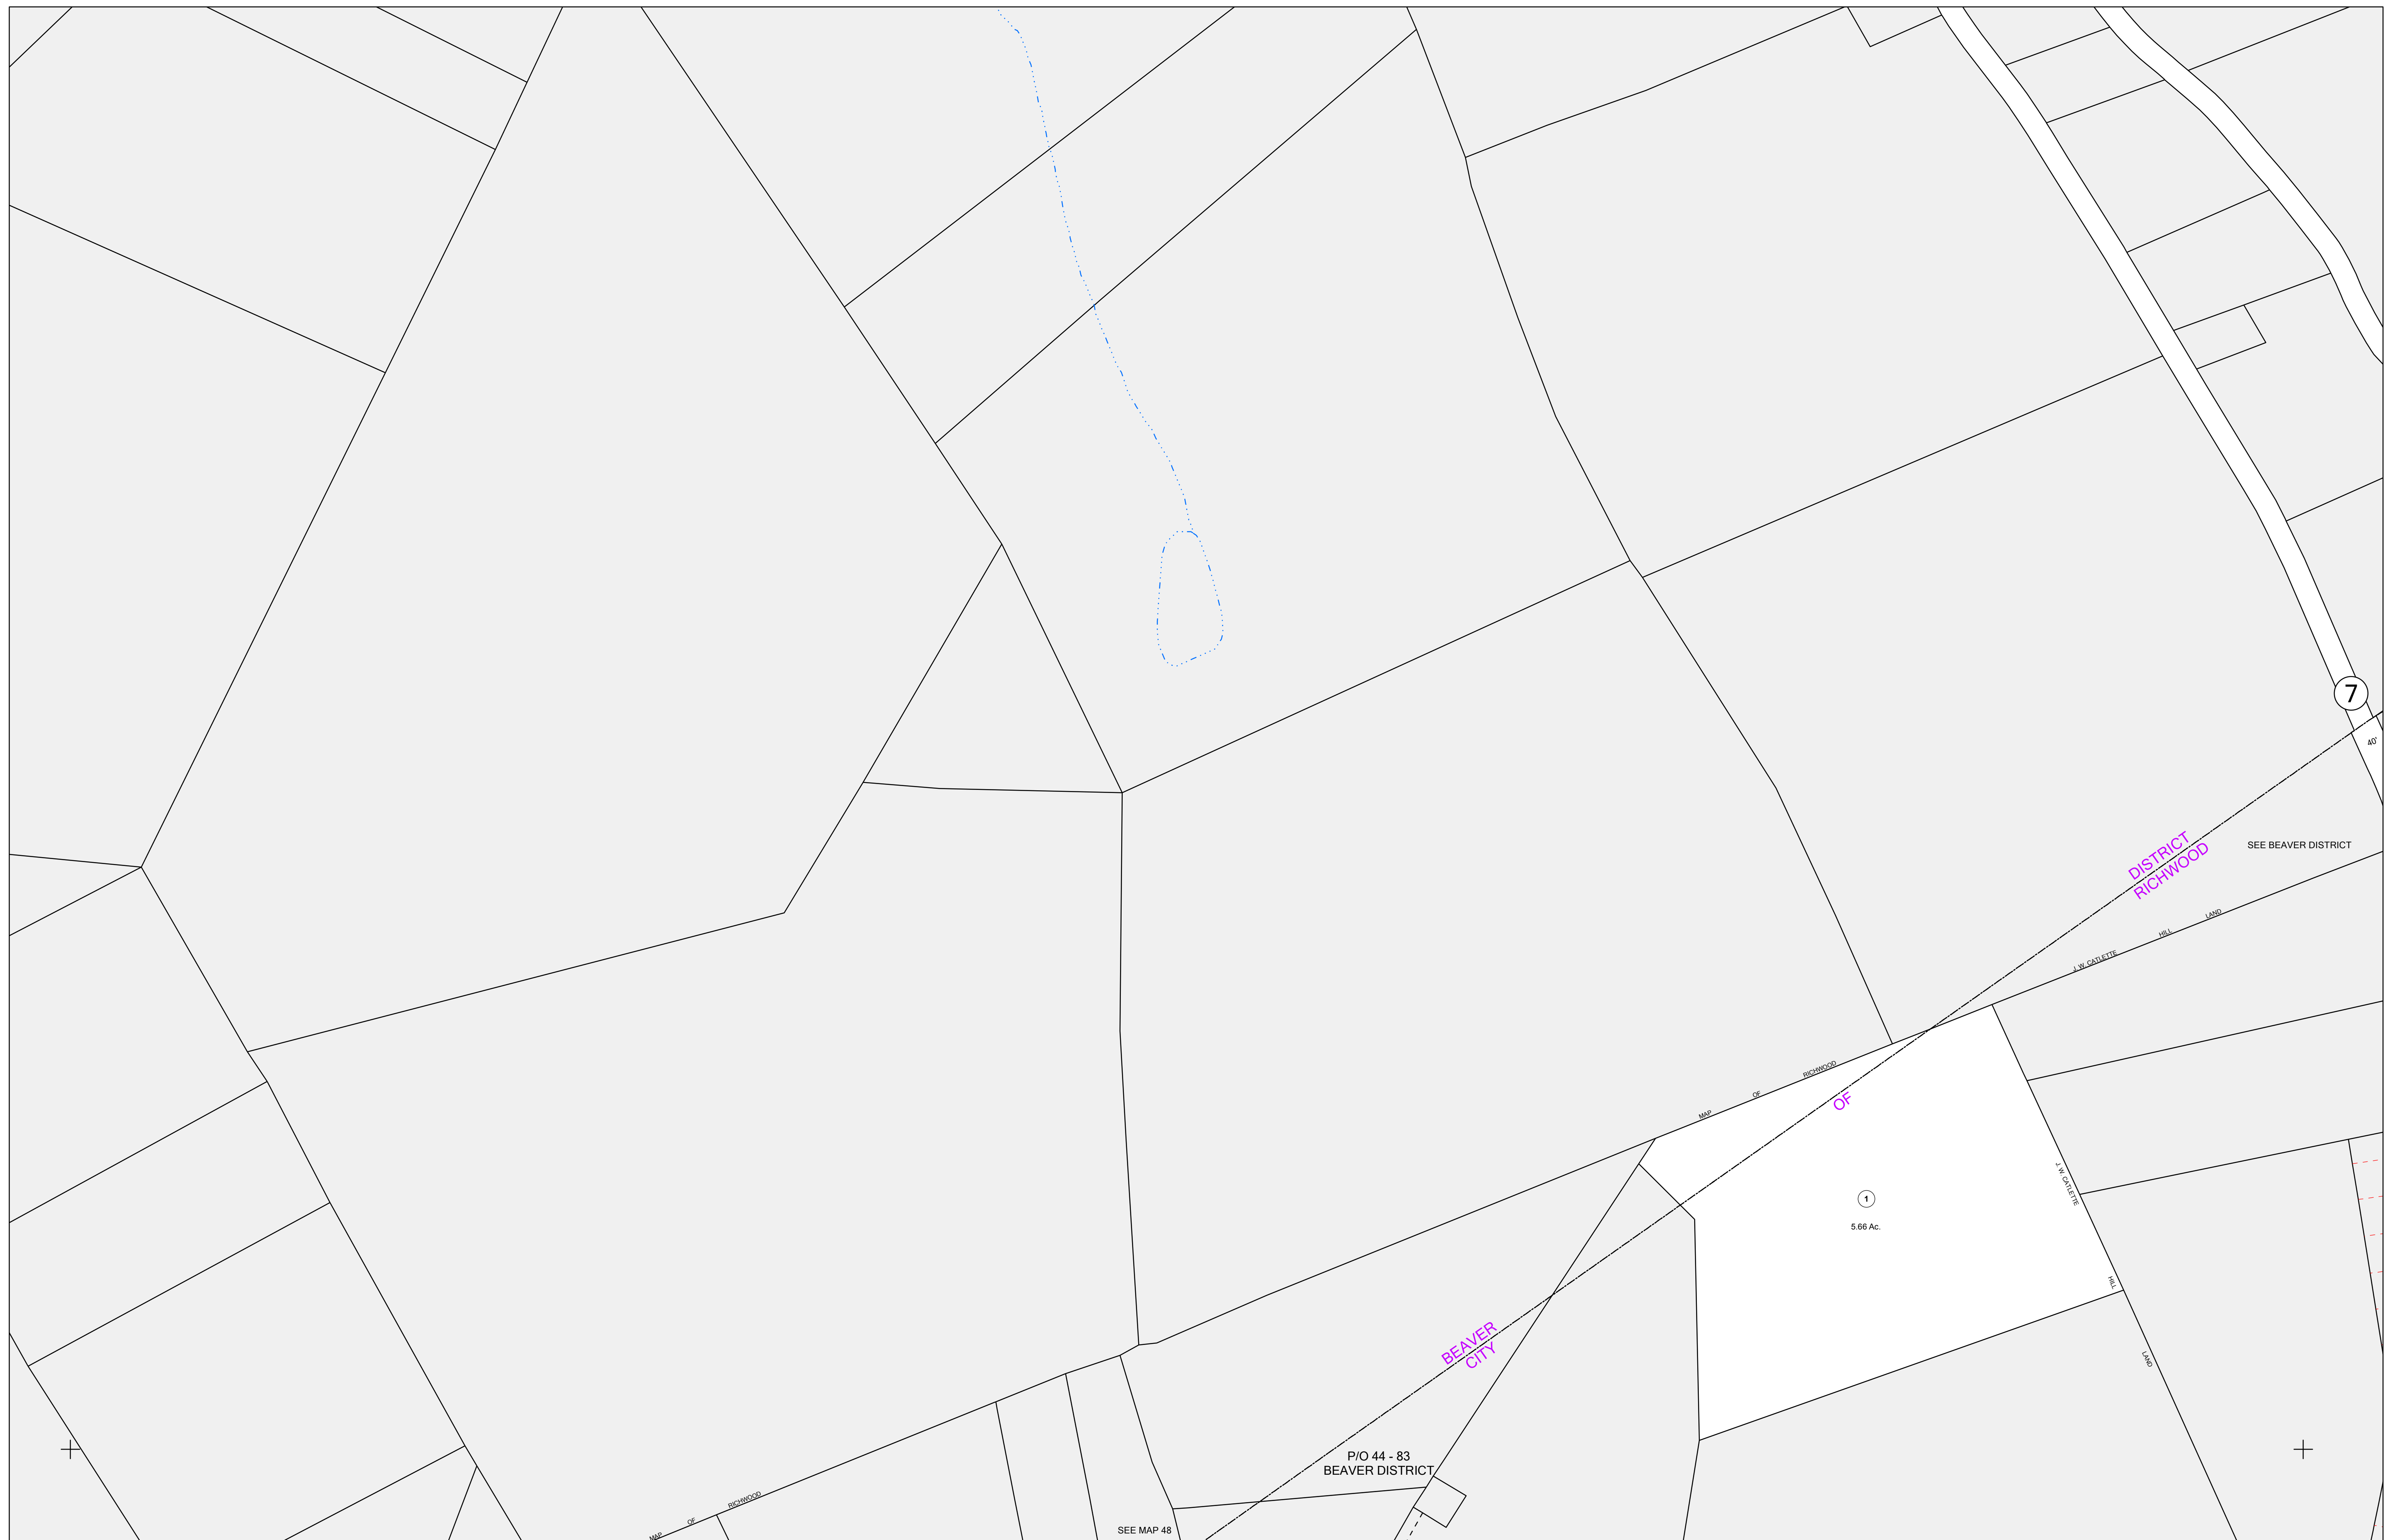 7
40'
DISTRICT
RICHWOOD
SEE BEAVER DISTRICT
J. W. CATLETTE HILL LAND
MAP OF RICHWOOD
OF
1
5.66 Ac.
J. W. CATLETTE HILL LAND
BEAVER
CITY
P/O 44 - 83
BEAVER DISTRICT
MAP OF RICHWOOD
SEE MAP 48